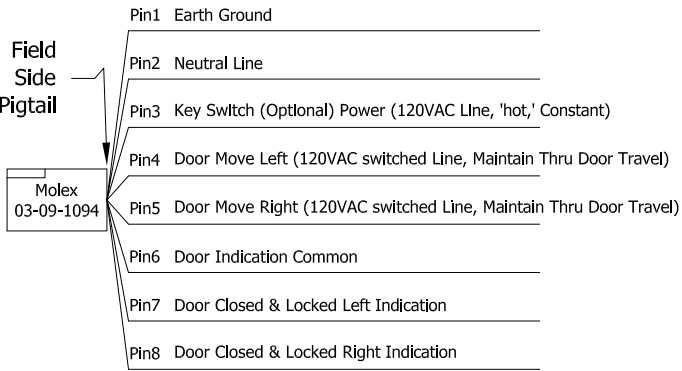 Pin1 Earth Ground
Field
Side
Pigtail
Pin2 Neutral Line
Pin3 Key Switch (Optional) Power (120VAC LIne, 'hot,' Constant)
Pin4 Door Move Left (120VAC switched Line, Maintain Thru Door Travel)
Molex
03-09-1094
Pin5 Door Move Right (120VAC switched Line, Maintain Thru Door Travel)
Pin6 Door Indication Common
Pin7 Door Closed & Locked Left Indication
Pin8 Door Closed & Locked Right Indication